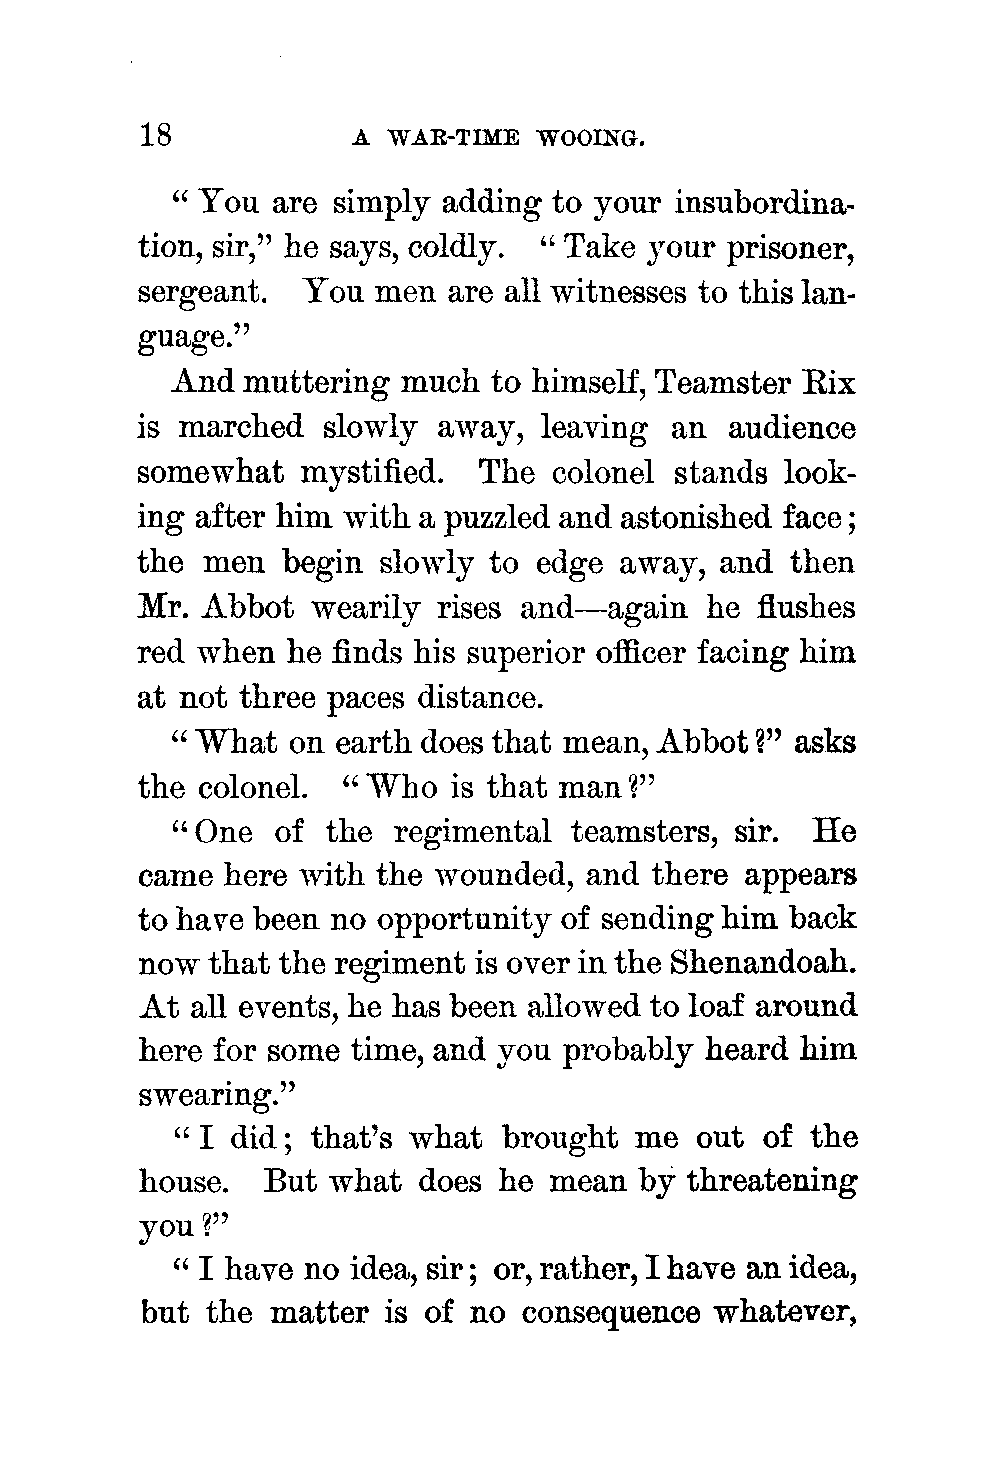 18 A WAR-TIME WOOING.
“You are simply adding to your insubordina-
tion, sir,” he says, coldly. “Take your prisoner,
sergeant. You men are all witnesses to this lan-
guage.”
And muttering much to himself, Teamster Rix
is marched slowly away, leaving an audience
somewhat mystified. The colonel stands look-
ing after him with a puzzled and astonished face;
the men begin slowly to edge away, and then
Mr. Abbot wearily rises and—again he flushes
red when he finds his superior officer facing him
at not three paces distance.
“What on earth does that mean, Abbot?” asks
the colonel. “Who is that man?”
“One of the regimental teamsters, sir. He
came here with the wounded, and there appears
to have been no opportunity of sending him back
now that the regiment is over in the Shenandoah.
At all events, he has been allowed to loaf around
here for some time, and you probably heard him
swearing.”
“I did; that’s what brought me out of the
house. But what does he mean by threatening
you?”
“I have no idea, sir; or, rather, I have an idea,
but the matter is of no consequence whatever,